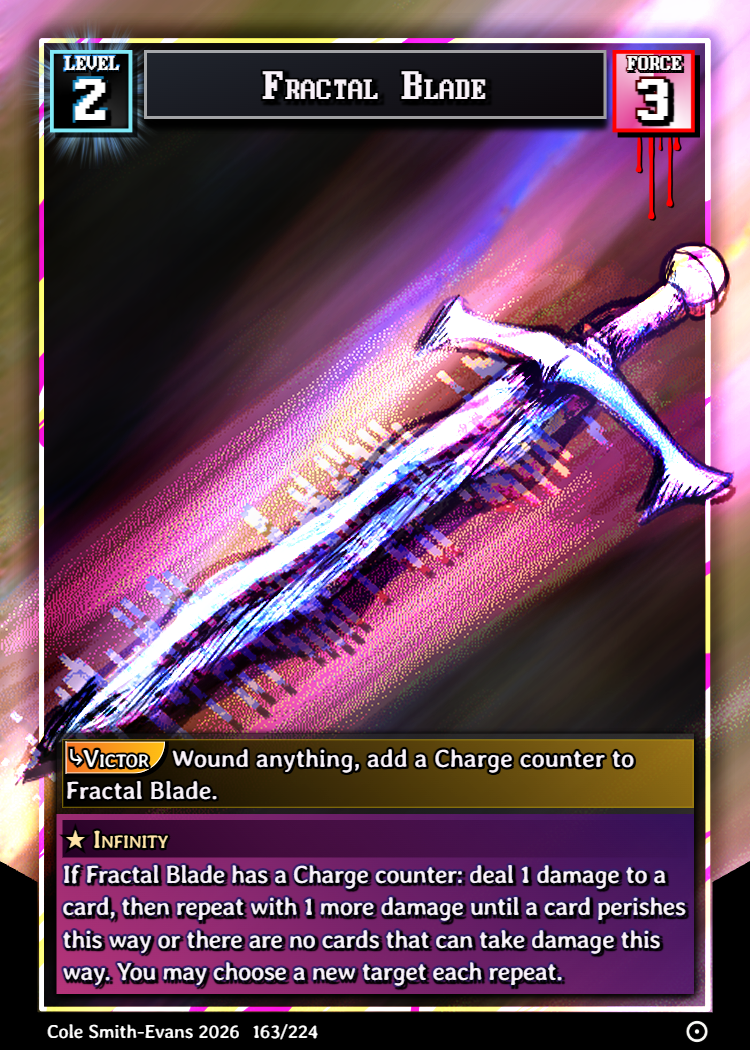 LEVEL
2
Fractal Blade
FORCE
3
↳Victor Wound anything, add a Charge counter to
Fractal Blade.
★ Infinity
If Fractal Blade has a Charge counter: deal 1 damage to a
card, then repeat with 1 more damage until a card perishes
this way or there are no cards that can take damage this
way. You may choose a new target each repeat.
Cole Smith-Evans 2026 163/224